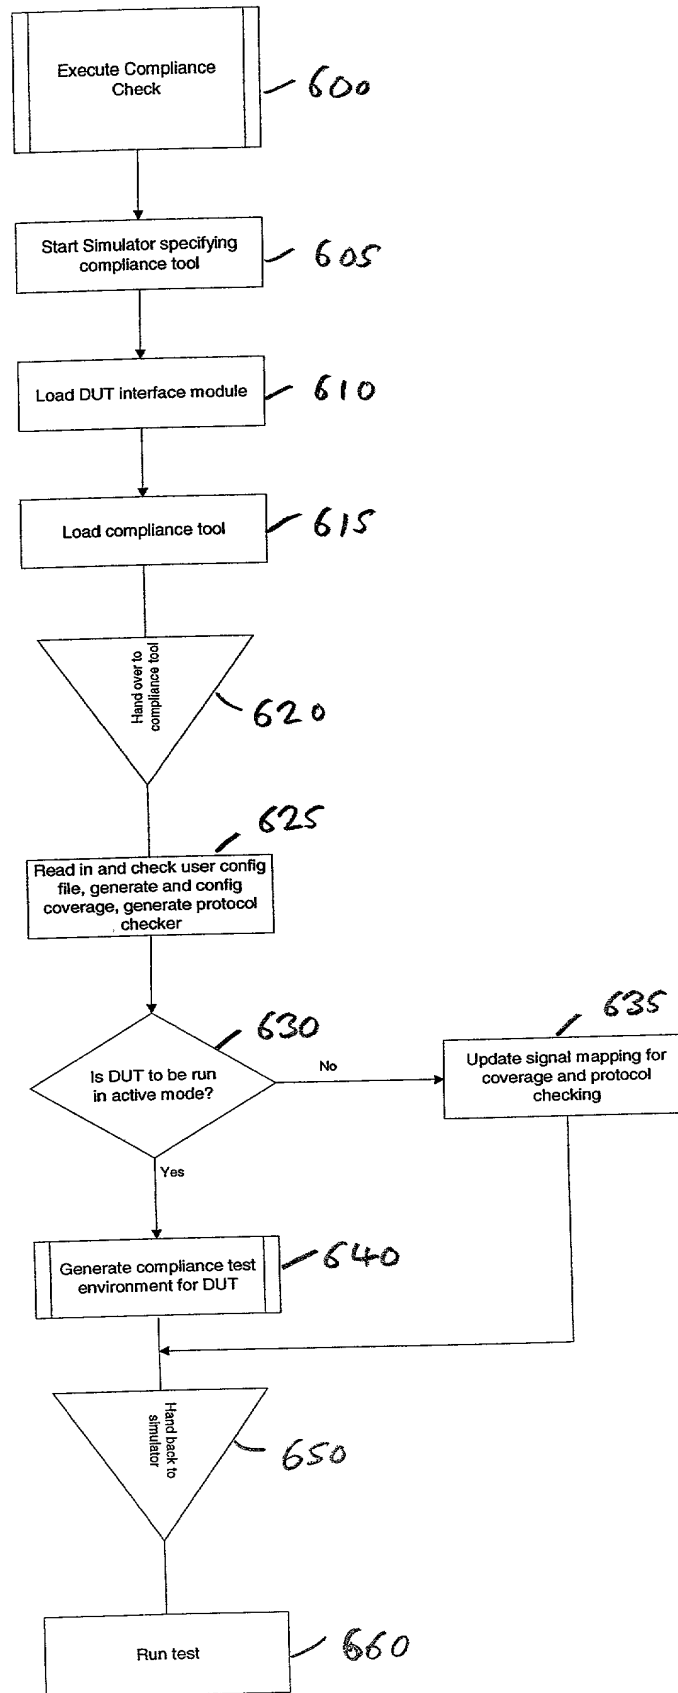 Execute Compliance
Check
600
Start Simulator specifying
compliance tool
605
Load DUT interface module
610
Load compliance tool
615
Hand over to
compliance tool
620
625
Read in and check user config
file, generate and config
coverage, generate protocol
checker
630
Is DUT to be run
in active mode?
No
635
Update signal mapping for
coverage and protocol
checking
Yes
Generate compliance test
environment for DUT
640
Hand back to
simulator
650
Run test
660